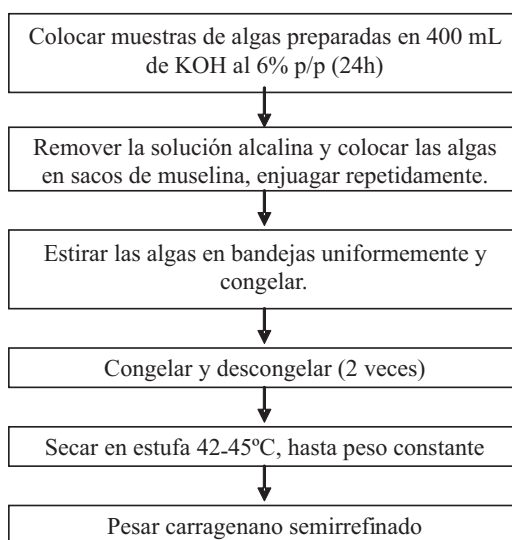 Colocar muestras de algas preparadas en 400 mL
de KOH al 6% p/p (24h)
Remover la solución alcalina y colocar las algas
en sacos de muselina, enjuagar repetidamente.
Estirar las algas en bandejas uniformemente y
congelar.
Congelar y descongelar (2 veces)
Secar en estufa 42-45ºC, hasta peso constante
Pesar carragenano semirrefinado